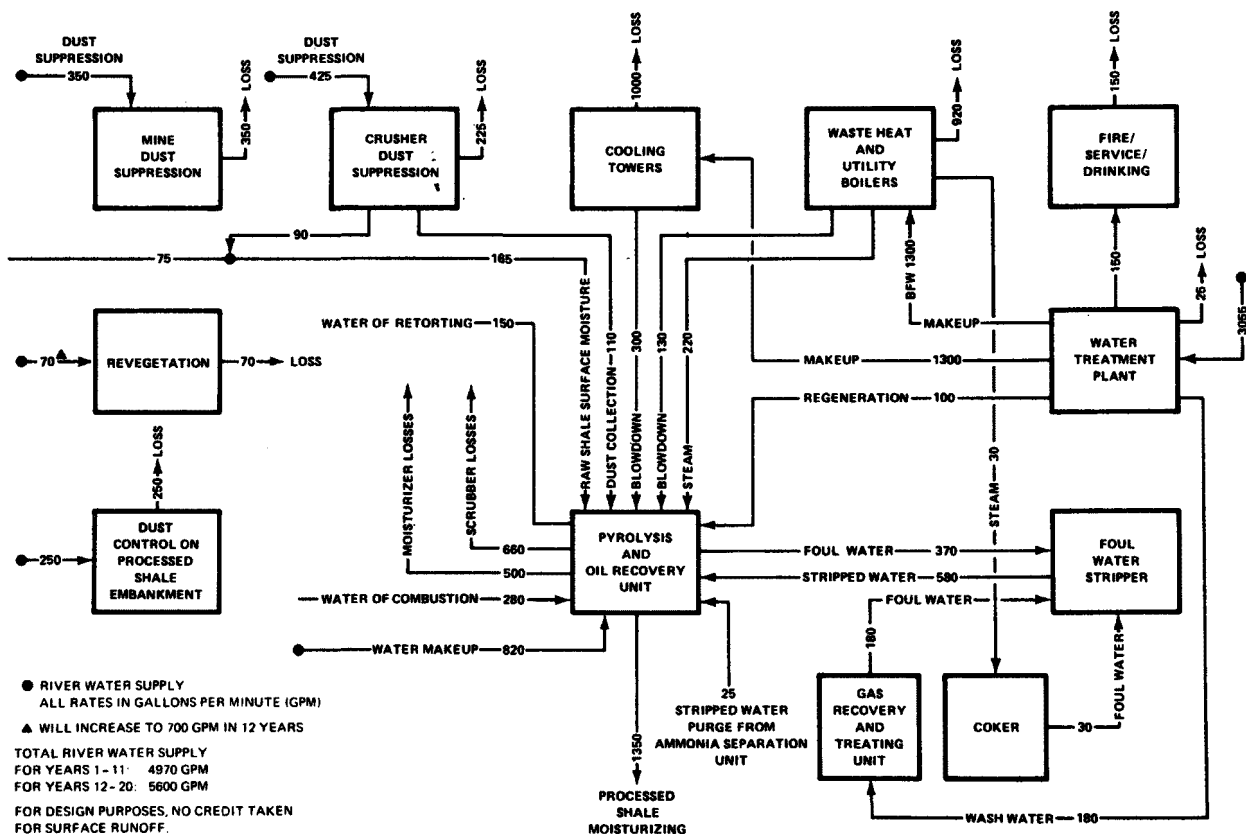 DUST
SUPPRESSION
350
DUST
SUPPRESSION
425
LOSS
350
LOSS
225
LOSS
1000
LOSS
920
LOSS
150
MINE
DUST
SUPPRESSION
CRUSHER
DUST
SUPPRESSION
COOLING
TOWERS
WASTE HEAT
AND
UTILITY
BOILERS
FIRE/
SERVICE/
DRINKING
90
75
165
BFW 1300
150
LOSS
25
3055
WATER OF RETORTING 150
RAW SHALE SURFACE MOISTURE
DUST COLLECTION 110
BLOWDOWN 300
BLOWDOWN 130
STEAM 220
MAKEUP
MAKEUP 1300
REGENERATION 100
WATER
TREATMENT
PLANT
70
REVEGETATION
70 LOSS
MOISTURIZER LOSSES
SCRUBBER LOSSES
STEAM 30
LOSS
250
250
DUST
CONTROL ON
PROCESSED
SHALE
EMBANKMENT
660
500
WATER OF COMBUSTION 280
WATER MAKEUP 820
PYROLYSIS
AND
OIL RECOVERY
UNIT
FOUL WATER 370
STRIPPED WATER 580
FOUL WATER
180
FOUL
WATER
STRIPPER
FOUL WATER
30
25
STRIPPED WATER
PURGE FROM
AMMONIA SEPARATION
UNIT
GAS
RECOVERY
AND
TREATING
UNIT
COKER
WASH WATER 180
1350
PROCESSED
SHALE
MOISTURIZING
● RIVER WATER SUPPLY
ALL RATES IN GALLONS PER MINUTE (GPM)
▲ WILL INCREASE TO 700 GPM IN 12 YEARS
TOTAL RIVER WATER SUPPLY
FOR YEARS 1-11: 4970 GPM
FOR YEARS 12-20: 5600 GPM
FOR DESIGN PURPOSES, NO CREDIT TAKEN
FOR SURFACE RUNOFF.